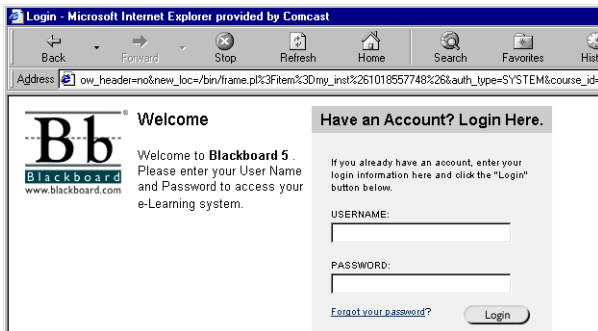 Login - Microsoft Internet Explorer provided by Comcast
Back Forward Stop Refresh Home Search Favorites
Address ow_header=no&new_loc=/bin/frame.pl%3Fitem%3Dmy_inst%261018557748%26&auth_type=SYSTEM&course_id=
Bb
®
Blackboard
www.blackboard.com
Welcome
Welcome to Blackboard 5 .
Please enter your User Name
and Password to access your
e-Learning system.
Have an Account? Login Here.
If you already have an account, enter your
login information here and click the "Login"
button below.
USERNAME:
PASSWORD:
Forgot your password?
Login